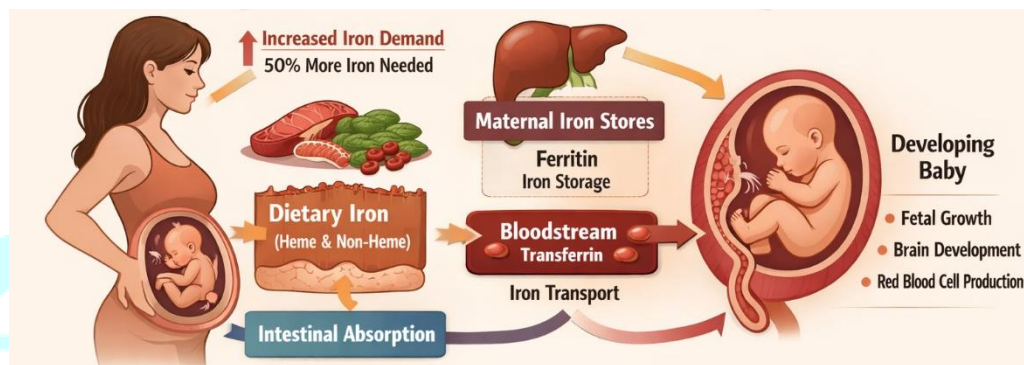 Increased Iron Demand
50% More Iron Needed
Dietary Iron
(Heme & Non-Heme)
Intestinal Absorption
Maternal Iron Stores
Ferritin
Iron Storage
Bloodstream
Transferrin
Iron Transport
Developing
Baby
Fetal Growth
Brain Development
Red Blood Cell Production